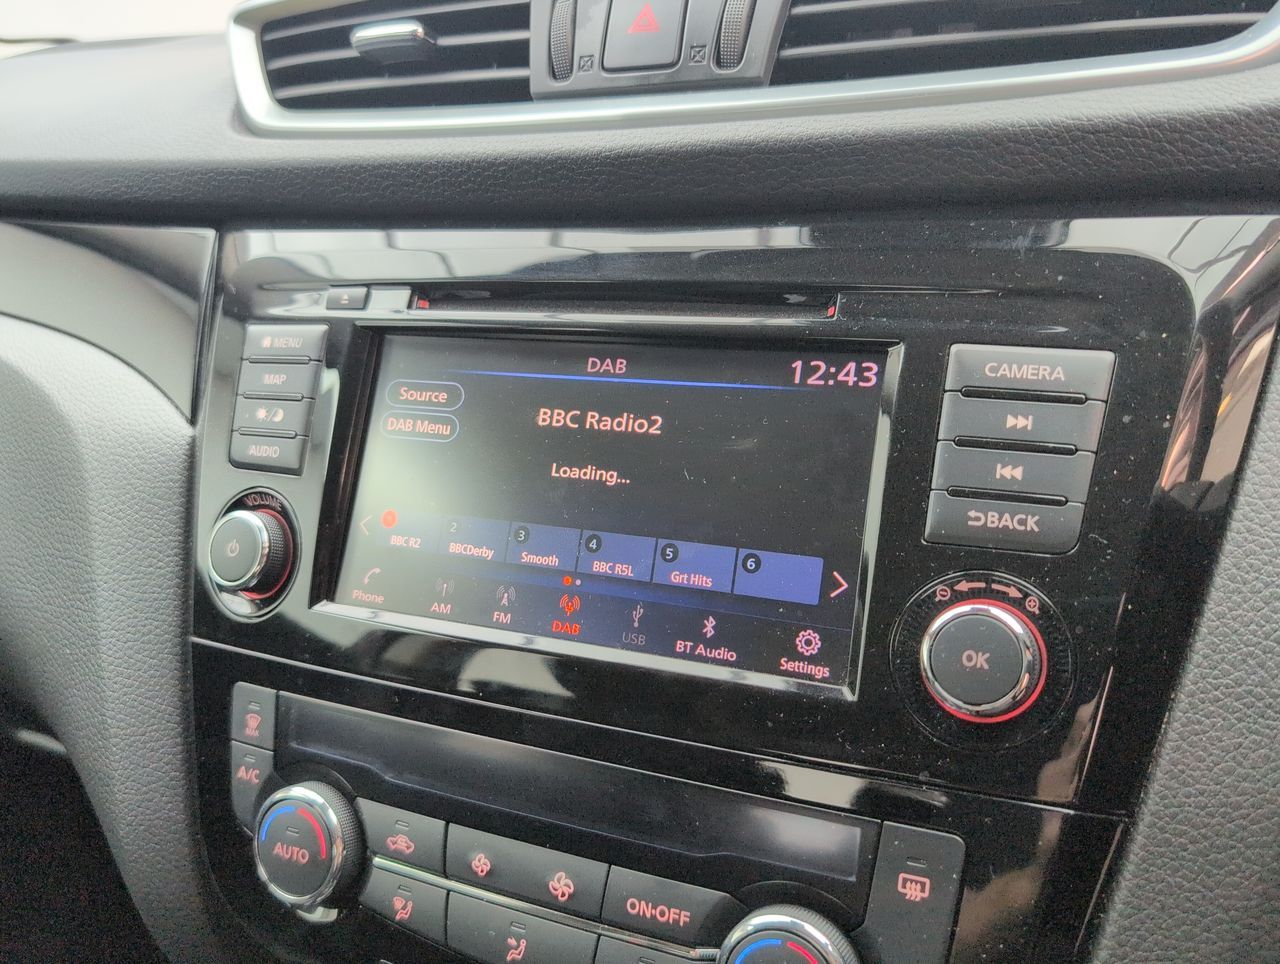 MENU
MAP
AUDIO
VOLUME
DAB
12:43
Source
DAB Menu
BBC Radio2
Loading...
1
BBC R2
2
BBCDerby
3
Smooth
4
BBC R5L
5
Grt Hits
6
Phone
AM
FM
DAB
USB
BT Audio
Settings
CAMERA
BACK
OK
MAX
A/C
AUTO
ON·OFF